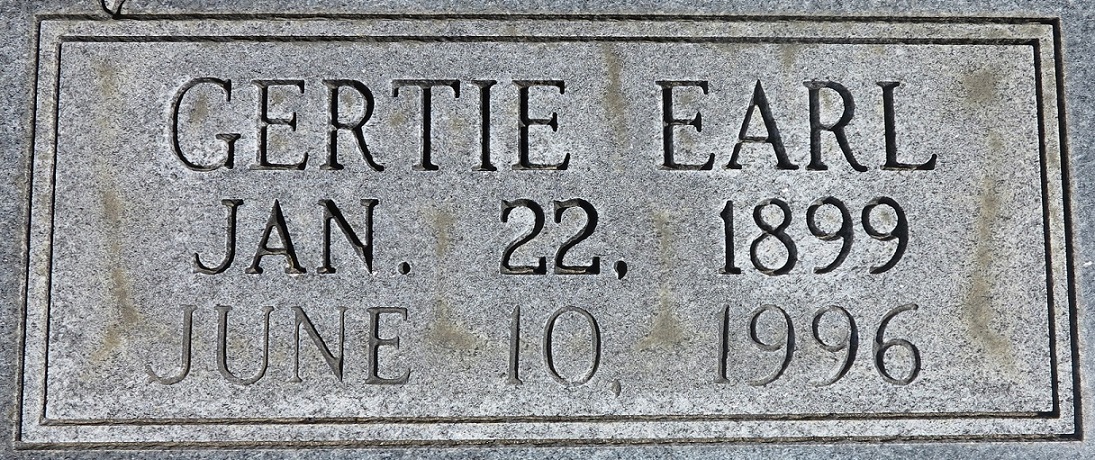 GERTIE EARL
JAN. 22, 1899
JUNE 10, 1996